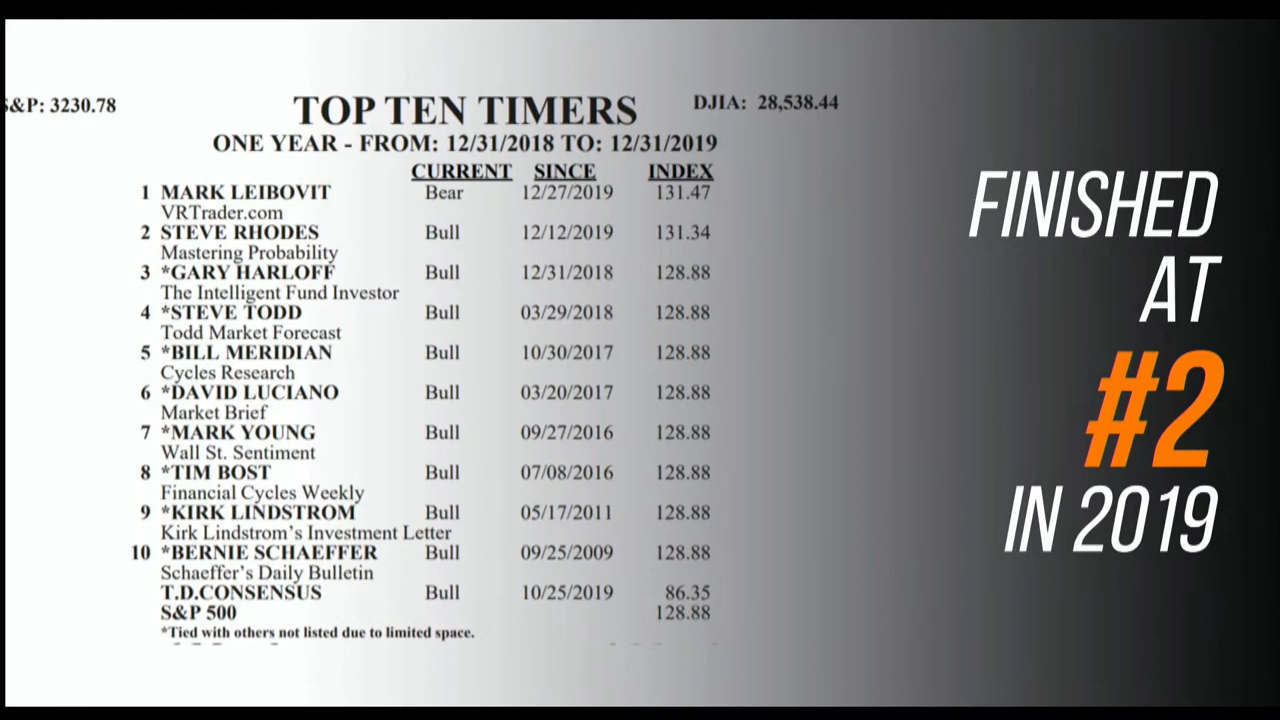 S&P: 3230.78
TOP TEN TIMERS
DJIA: 28,538.44
ONE YEAR - FROM: 12/31/2018 TO: 12/31/2019
CURRENT SINCE INDEX
1 MARK LEIBOVIT Bear 12/27/2019 131.47
VRTrader.com
2 STEVE RHODES Bull 12/12/2019 131.34
Mastering Probability
3 *GARY HARLOFF Bull 12/31/2018 128.88
The Intelligent Fund Investor
4 *STEVE TODD Bull 03/29/2018 128.88
Todd Market Forecast
5 *BILL MERIDIAN Bull 10/30/2017 128.88
Cycles Research
6 *DAVID LUCIANO Bull 03/20/2017 128.88
Market Brief
7 *MARK YOUNG Bull 09/27/2016 128.88
Wall St. Sentiment
8 *TIM BOST Bull 07/08/2016 128.88
Financial Cycles Weekly
9 *KIRK LINDSTROM Bull 05/17/2011 128.88
Kirk Lindstrom's Investment Letter
10 *BERNIE SCHAEFFER Bull 09/25/2009 128.88
Schaeffer's Daily Bulletin
T.D.CONSENSUS Bull 10/25/2019 86.35
S&P 500 128.88
*Tied with others not listed due to limited space.
FINISHED
AT
#2
IN 2019